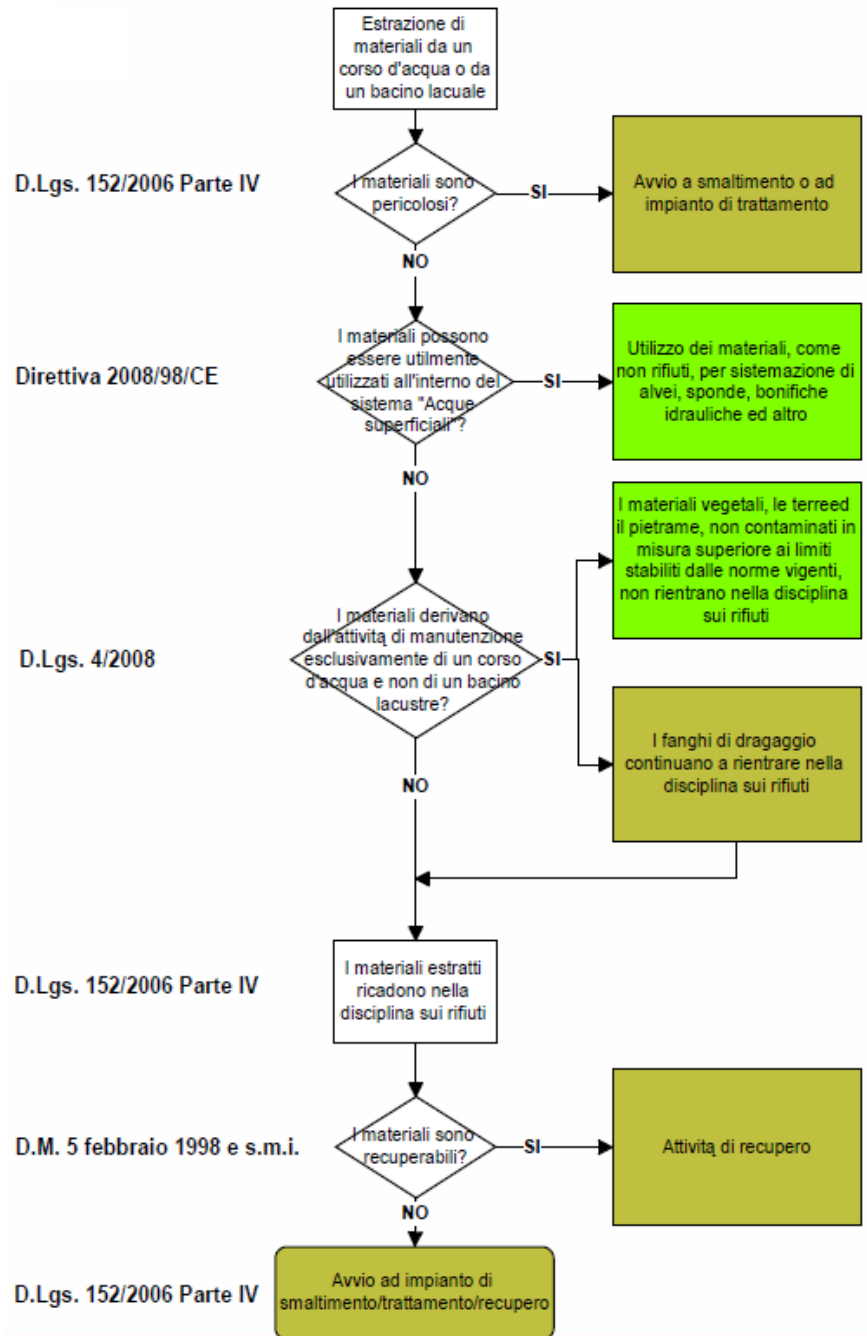 Estrazione di
materiali da un
corso d'acqua o da
un bacino lacuale
D.Lgs. 152/2006 Parte IV
I materiali sono
pericolosi?
SI
Avvio a smaltimento o ad
impianto di trattamento
NO
Direttiva 2008/98/CE
I materiali possono
essere utilmente
utilizzati all'interno del
sistema "Acque
superficiali"?
SI
Utilizzo dei materiali, come
non rifiuti, per sistemazione di
alvei, sponde, bonifiche
idrauliche ed altro
NO
I materiali vegetali, le terreed
il pietrame, non contaminati in
misura superiore ai limiti
stabiliti dalle norme vigenti,
non rientrano nella disciplina
sui rifiuti
D.Lgs. 4/2008
I materiali derivano
dall'attivitą di manutenzione
esclusivamente di un corso
d'acqua e non di un bacino
lacustre?
SI
I fanghi di dragaggio
continuano a rientrare nella
disciplina sui rifiuti
NO
D.Lgs. 152/2006 Parte IV
I materiali estratti
ricadono nella
disciplina sui rifiuti
D.M. 5 febbraio 1998 e s.m.i.
I materiali sono
recuperabili?
SI
Attivitą di recupero
NO
D.Lgs. 152/2006 Parte IV
Avvio ad impianto di
smaltimento/trattamento/recupero